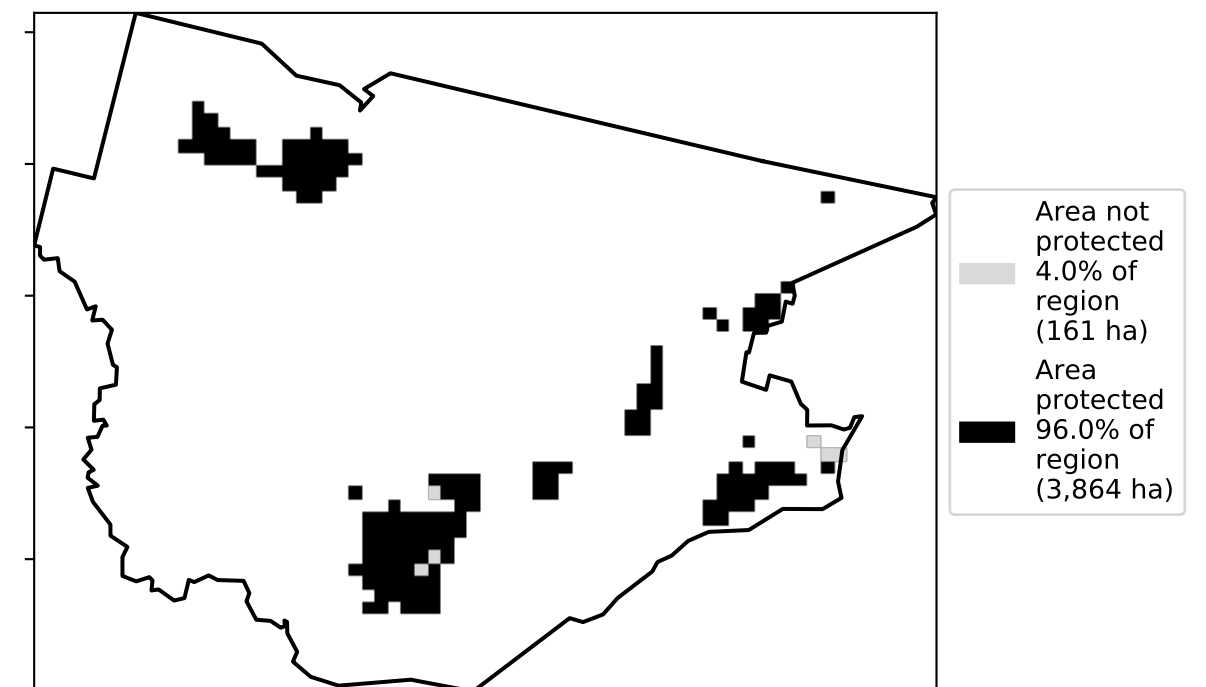 Area not
protected
4.0% of
region
(161 ha)
Area
protected
96.0% of
region
(3,864 ha)